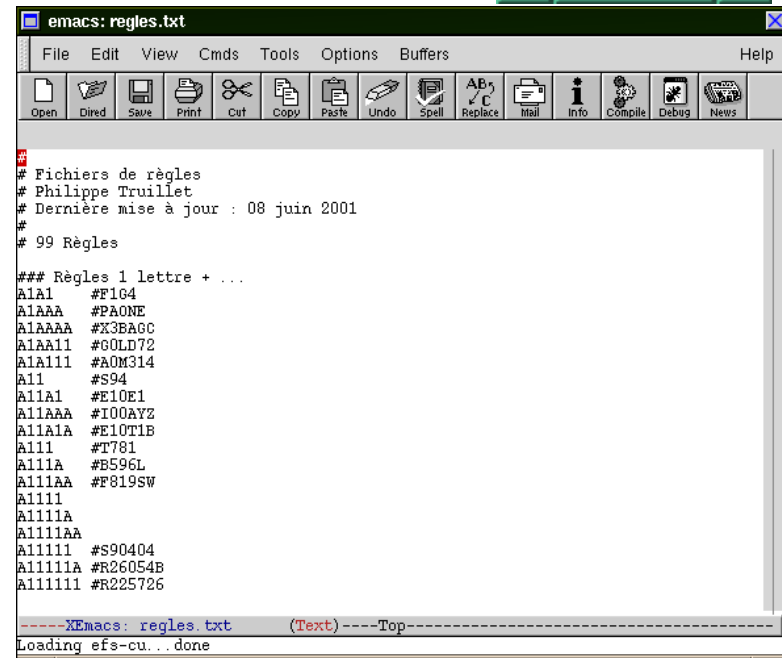 emacs: regles.txt
File Edit View Cmds Tools Options Buffers Help
Open Dired Save Print Cut Copy Paste Undo Spell Replace Mail Info Compile Debug News
#
# Fichiers de règles
# Philippe Truillet
# Dernière mise à jour : 08 juin 2001
#
# 99 Règles
### Règles 1 lettre + ...
A1A1 #F1G4
A1AAA #PAONE
A1AAAA #X3BAGC
A1AA11 #G0LD72
A1A111 #A0M314
A11 #S94
A11A1 #E10E1
A11AAA #I00AYZ
A11A1A #E10T1B
A111 #T781
A111A #B596L
A111AA #F819SW
A1111
A1111A
A1111AA
A11111 #S90404
A11111A #R26054B
A111111 #R225726
-----XEmacs: regles.txt (Text)----Top----------------------------------------------
Loading efs-cu...done